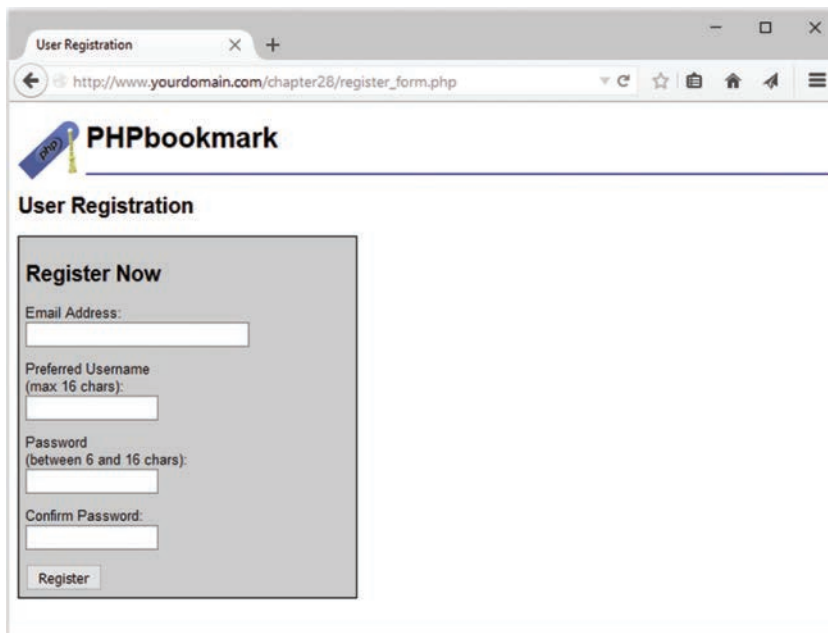 User Registration
http://www.yourdomain.com/chapter28/register_form.php
php
PHPbookmark
User Registration
Register Now
Email Address:
Preferred Username
(max 16 chars):
Password
(between 6 and 16 chars):
Confirm Password:
Register